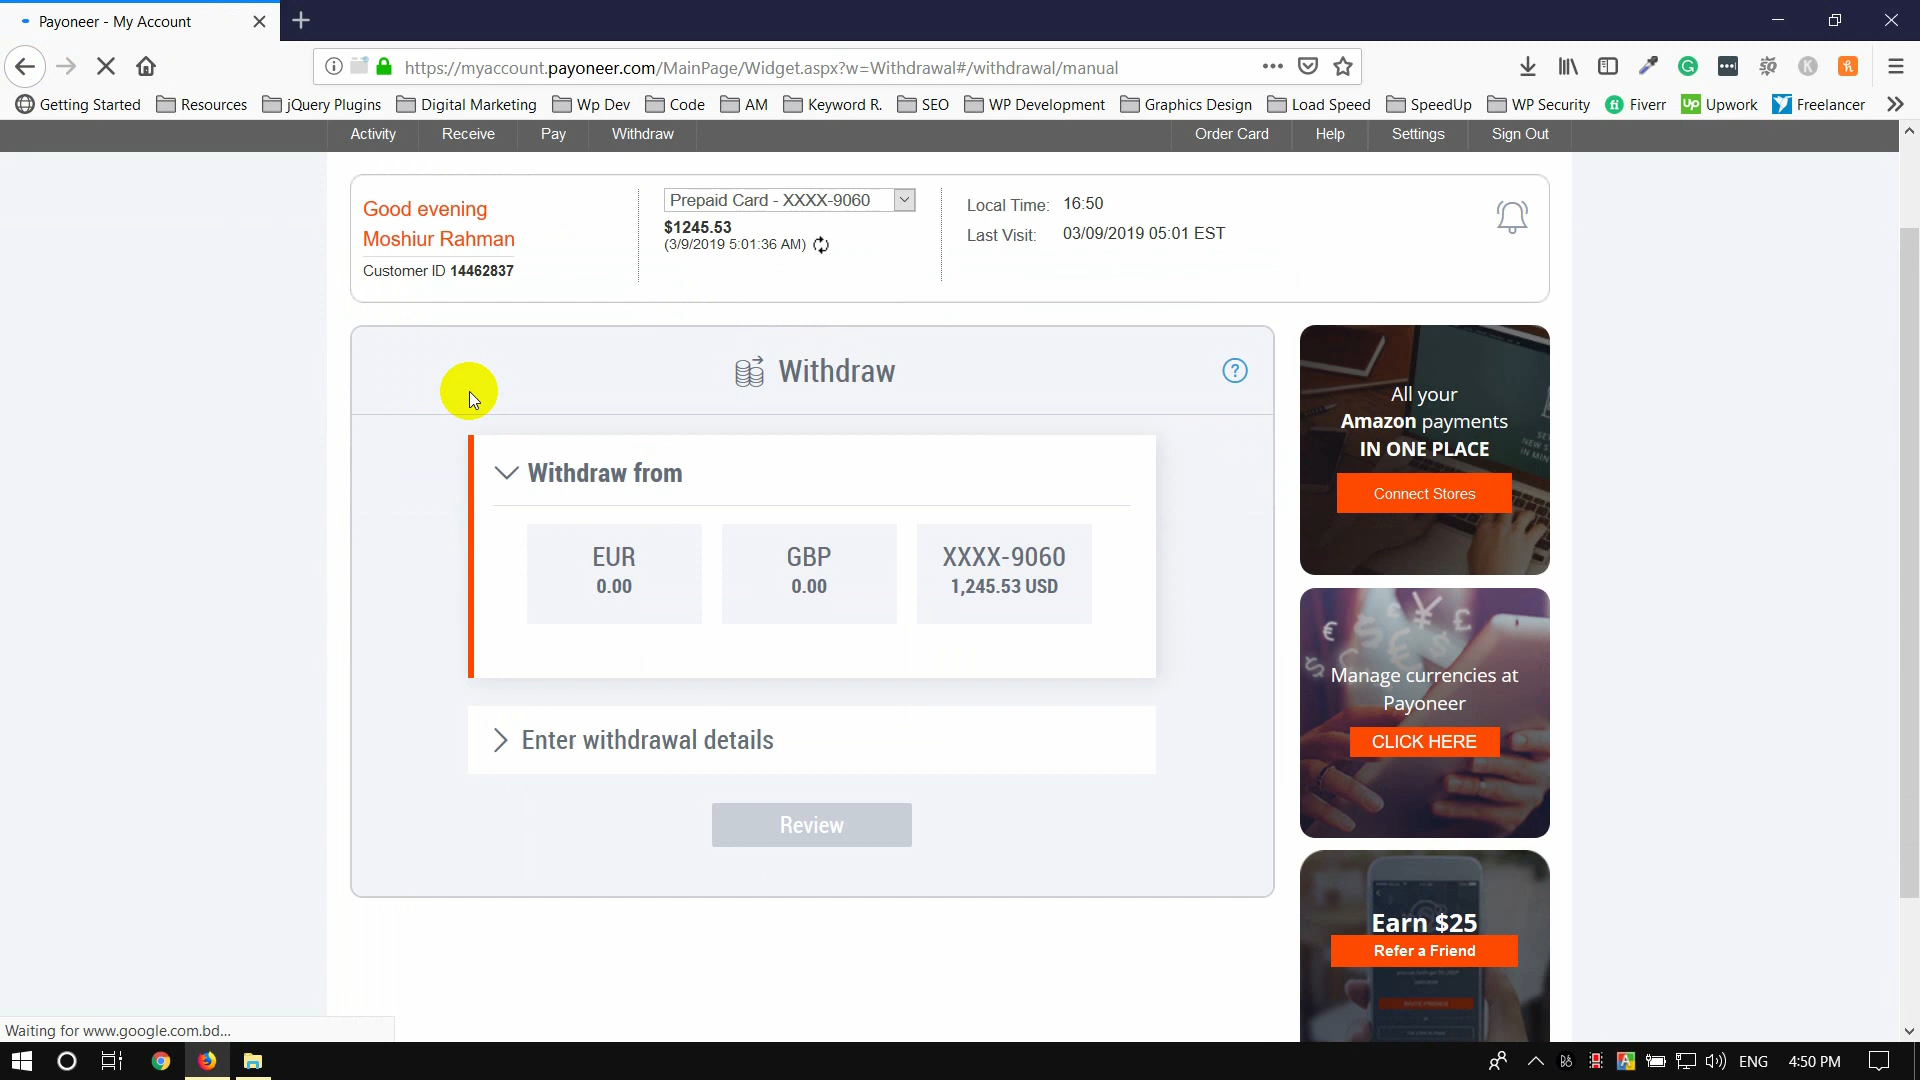 Payoneer - My Account
https://myaccount.payoneer.com/MainPage/Widget.aspx?w=Withdrawal#/withdrawal/manual
Getting Started Resources jQuery Plugins Digital Marketing Wp Dev Code AM Keyword R. SEO WP Development Graphics Design Load Speed SpeedUp WP Security Fiverr Upwork Freelancer
Activity Receive Pay Withdraw Order Card Help Settings Sign Out
Good evening
Moshiur Rahman
Customer ID 14462837
Prepaid Card - XXXX-9060
$1245.53
(3/9/2019 5:01:36 AM)
Local Time: 16:50
Last Visit: 03/09/2019 05:01 EST
Withdraw
?
Withdraw from
EUR
0.00
GBP
0.00
XXXX-9060
1,245.53 USD
Enter withdrawal details
Review
All your
Amazon payments
IN ONE PLACE
Connect Stores
Manage currencies at
Payoneer
CLICK HERE
Earn $25
Refer a Friend
Waiting for www.google.com.bd...
ENG 4:50 PM